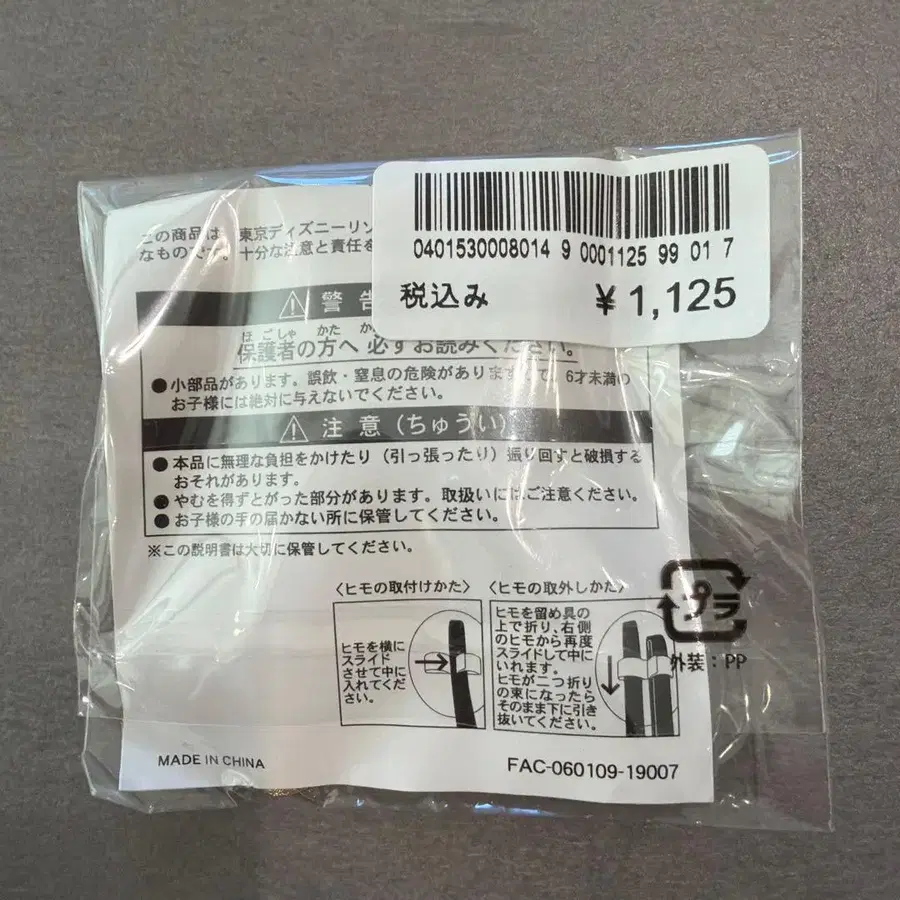 0401530008014 9 0001125 99 01 7
税込み ¥1,125
この商品は、東京ディズニーリン
なものです。十分な注意と責任を
⚠ 警告
保護者の方へ 必ずお読みください。
●小部品があります。誤飲・窒息の危険がありますので、6才未満の
お子様には絶対に与えないでください。
⚠ 注意(ちゅうい)
●本品に無理な負担をかけたり(引っ張ったり)振り回すと破損する
おそれがあります。
●やむを得ずとがった部分があります。取扱いにはご注意ください。
●お子様の手の届かない所に保管してください。
※この説明書は大切に保管してください。
〈ヒモの取付けかた〉
ヒモを横に
スライド
させて中に
入れてくだ
さい。
〈ヒモの取外しかた〉
ヒモを留め具の
上で折り、右側
のヒモから再度
スライドして中に
いれます。
ヒモが二つ折り
の束になったら
そのまま下に引き
抜いてください。
プラ
外装:PP
MADE IN CHINA
FAC-060109-19007